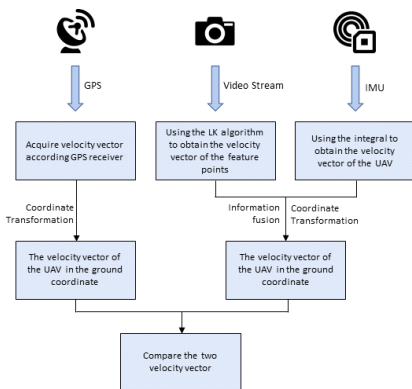 GPS
Video Stream
IMU
Acquire velocity vector
according GPS receiver
Using the LK algorithm
to obtain the velocity
vector of the feature
points
Using the integral to
obtain the velocity
vector of the UAV
Coordinate
Transformation
Information
fusion
Coordinate
Transformation
The velocity vector of
the UAV in the ground
coordinate
The velocity vector of
the UAV in the ground
coordinate
Compare the two
velocity vector